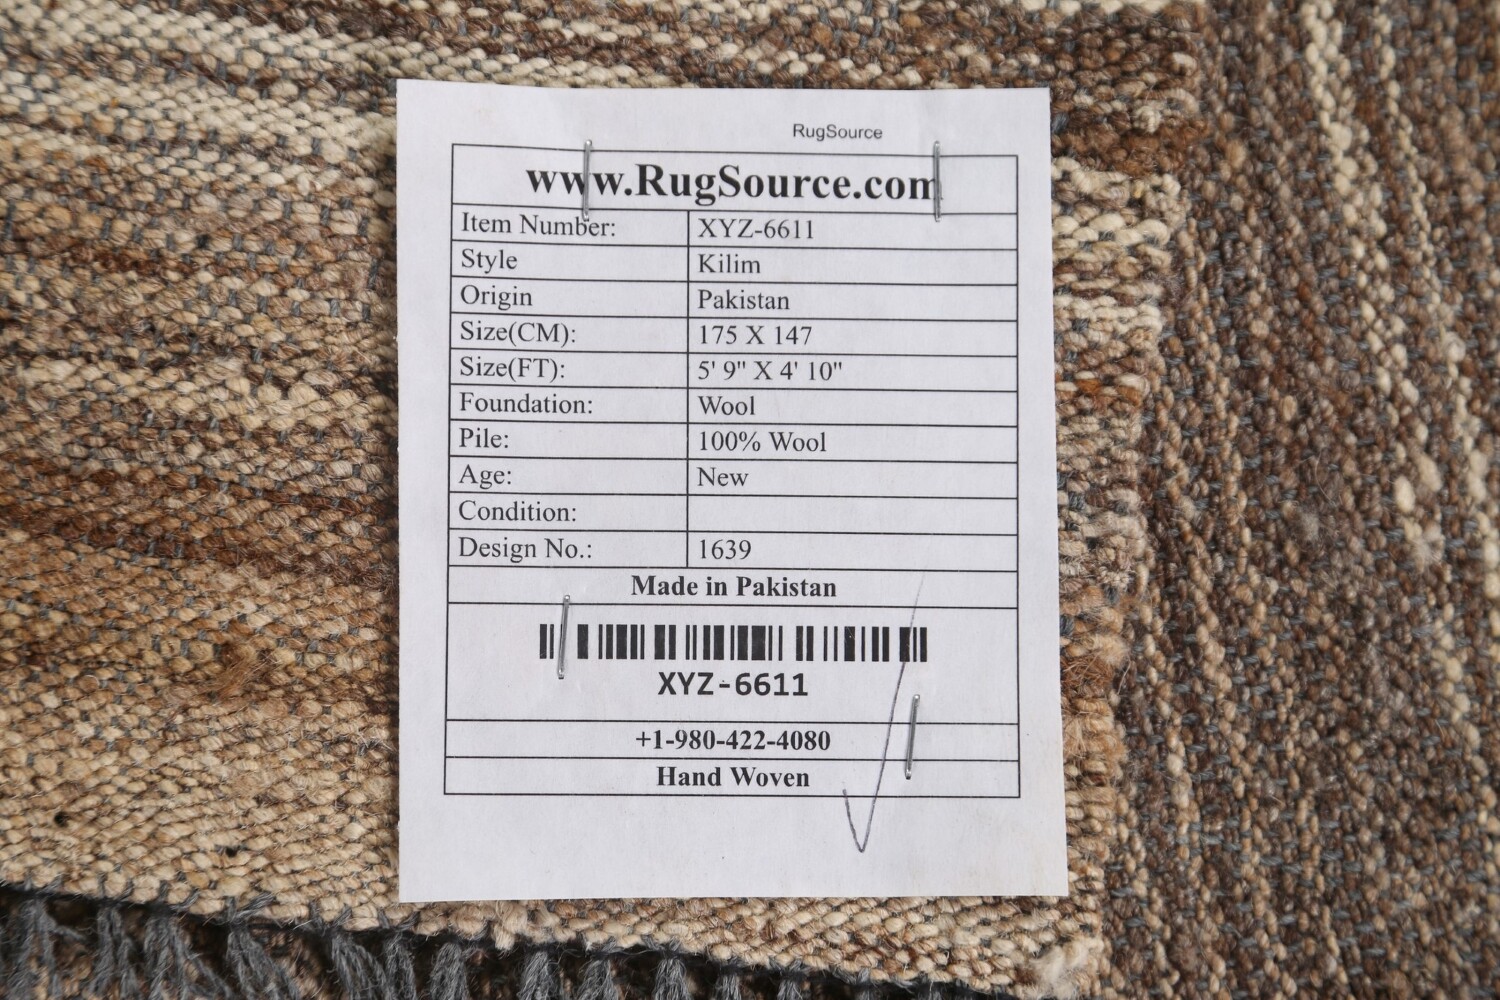 RugSource
www.RugSource.com
Item Number: XYZ-6611
Style Kilim
Origin Pakistan
Size(CM): 175 X 147
Size(FT): 5' 9" X 4' 10"
Foundation: Wool
Pile: 100% Wool
Age: New
Condition:
Design No.: 1639
Made in Pakistan
XYZ-6611
+1-980-422-4080
Hand Woven